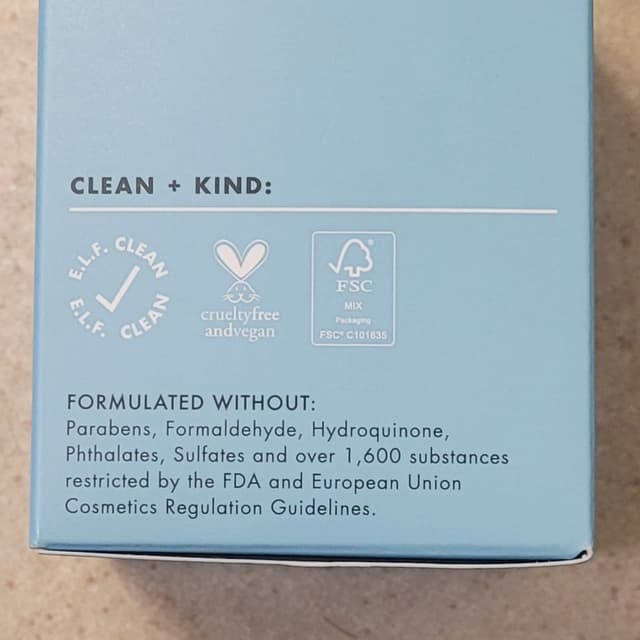 CLEAN + KIND:
E.L.F. CLEAN
E.L.F. CLEAN
crueltyfree
andvegan
FSC®
MIX
Packaging
FSC® C101635
FORMULATED WITHOUT:
Parabens, Formaldehyde, Hydroquinone,
Phthalates, Sulfates and over 1,600 substances
restricted by the FDA and European Union
Cosmetics Regulation Guidelines.